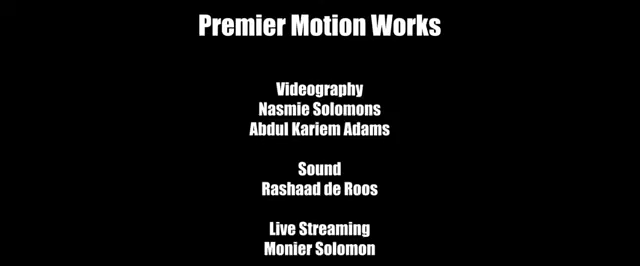 Premier Motion Works
Videography
Nasmie Solomons
Abdul Kariem Adams
Sound
Rashaad de Roos
Live Streaming
Monier Solomon